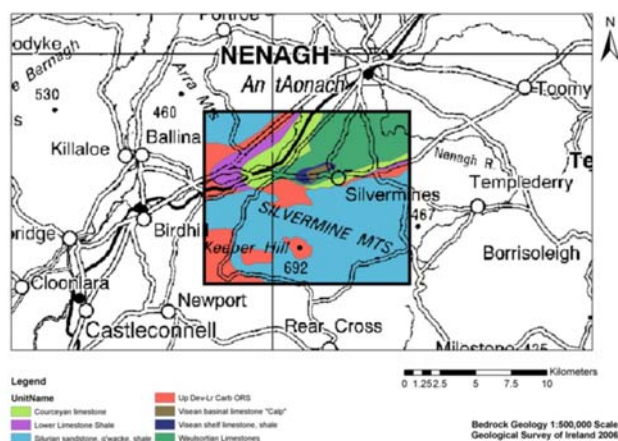 Portroe
odyke
NENAGH
N
e Bernagh
Arra Mts
An tAonach
Toomy
530
460
s
Killaloe
Ballina
Nenagh R.
Te
Silvermines
Templederry
SILVERMINE MTS.
467
Birdhill
bridge
Keeper Hill
692
Borrisoleigh
Cloonlara
Newport
Castleconnell
Rear Cross
Milestone 425
Kilometers
0 1.25 2.5 5 7.5 10
Legend
UnitName
Courceyan limestone
Lower Limestone Shale
Silurian sandstone, g'wacke, shale
Up Dev-Lr Carb ORS
Visean basinal limestone "Calp"
Visean shelf limestone, shale
Waulsortian Limestones
Bedrock Geology 1:500,000 Scale
Geological Survey of Ireland 2006